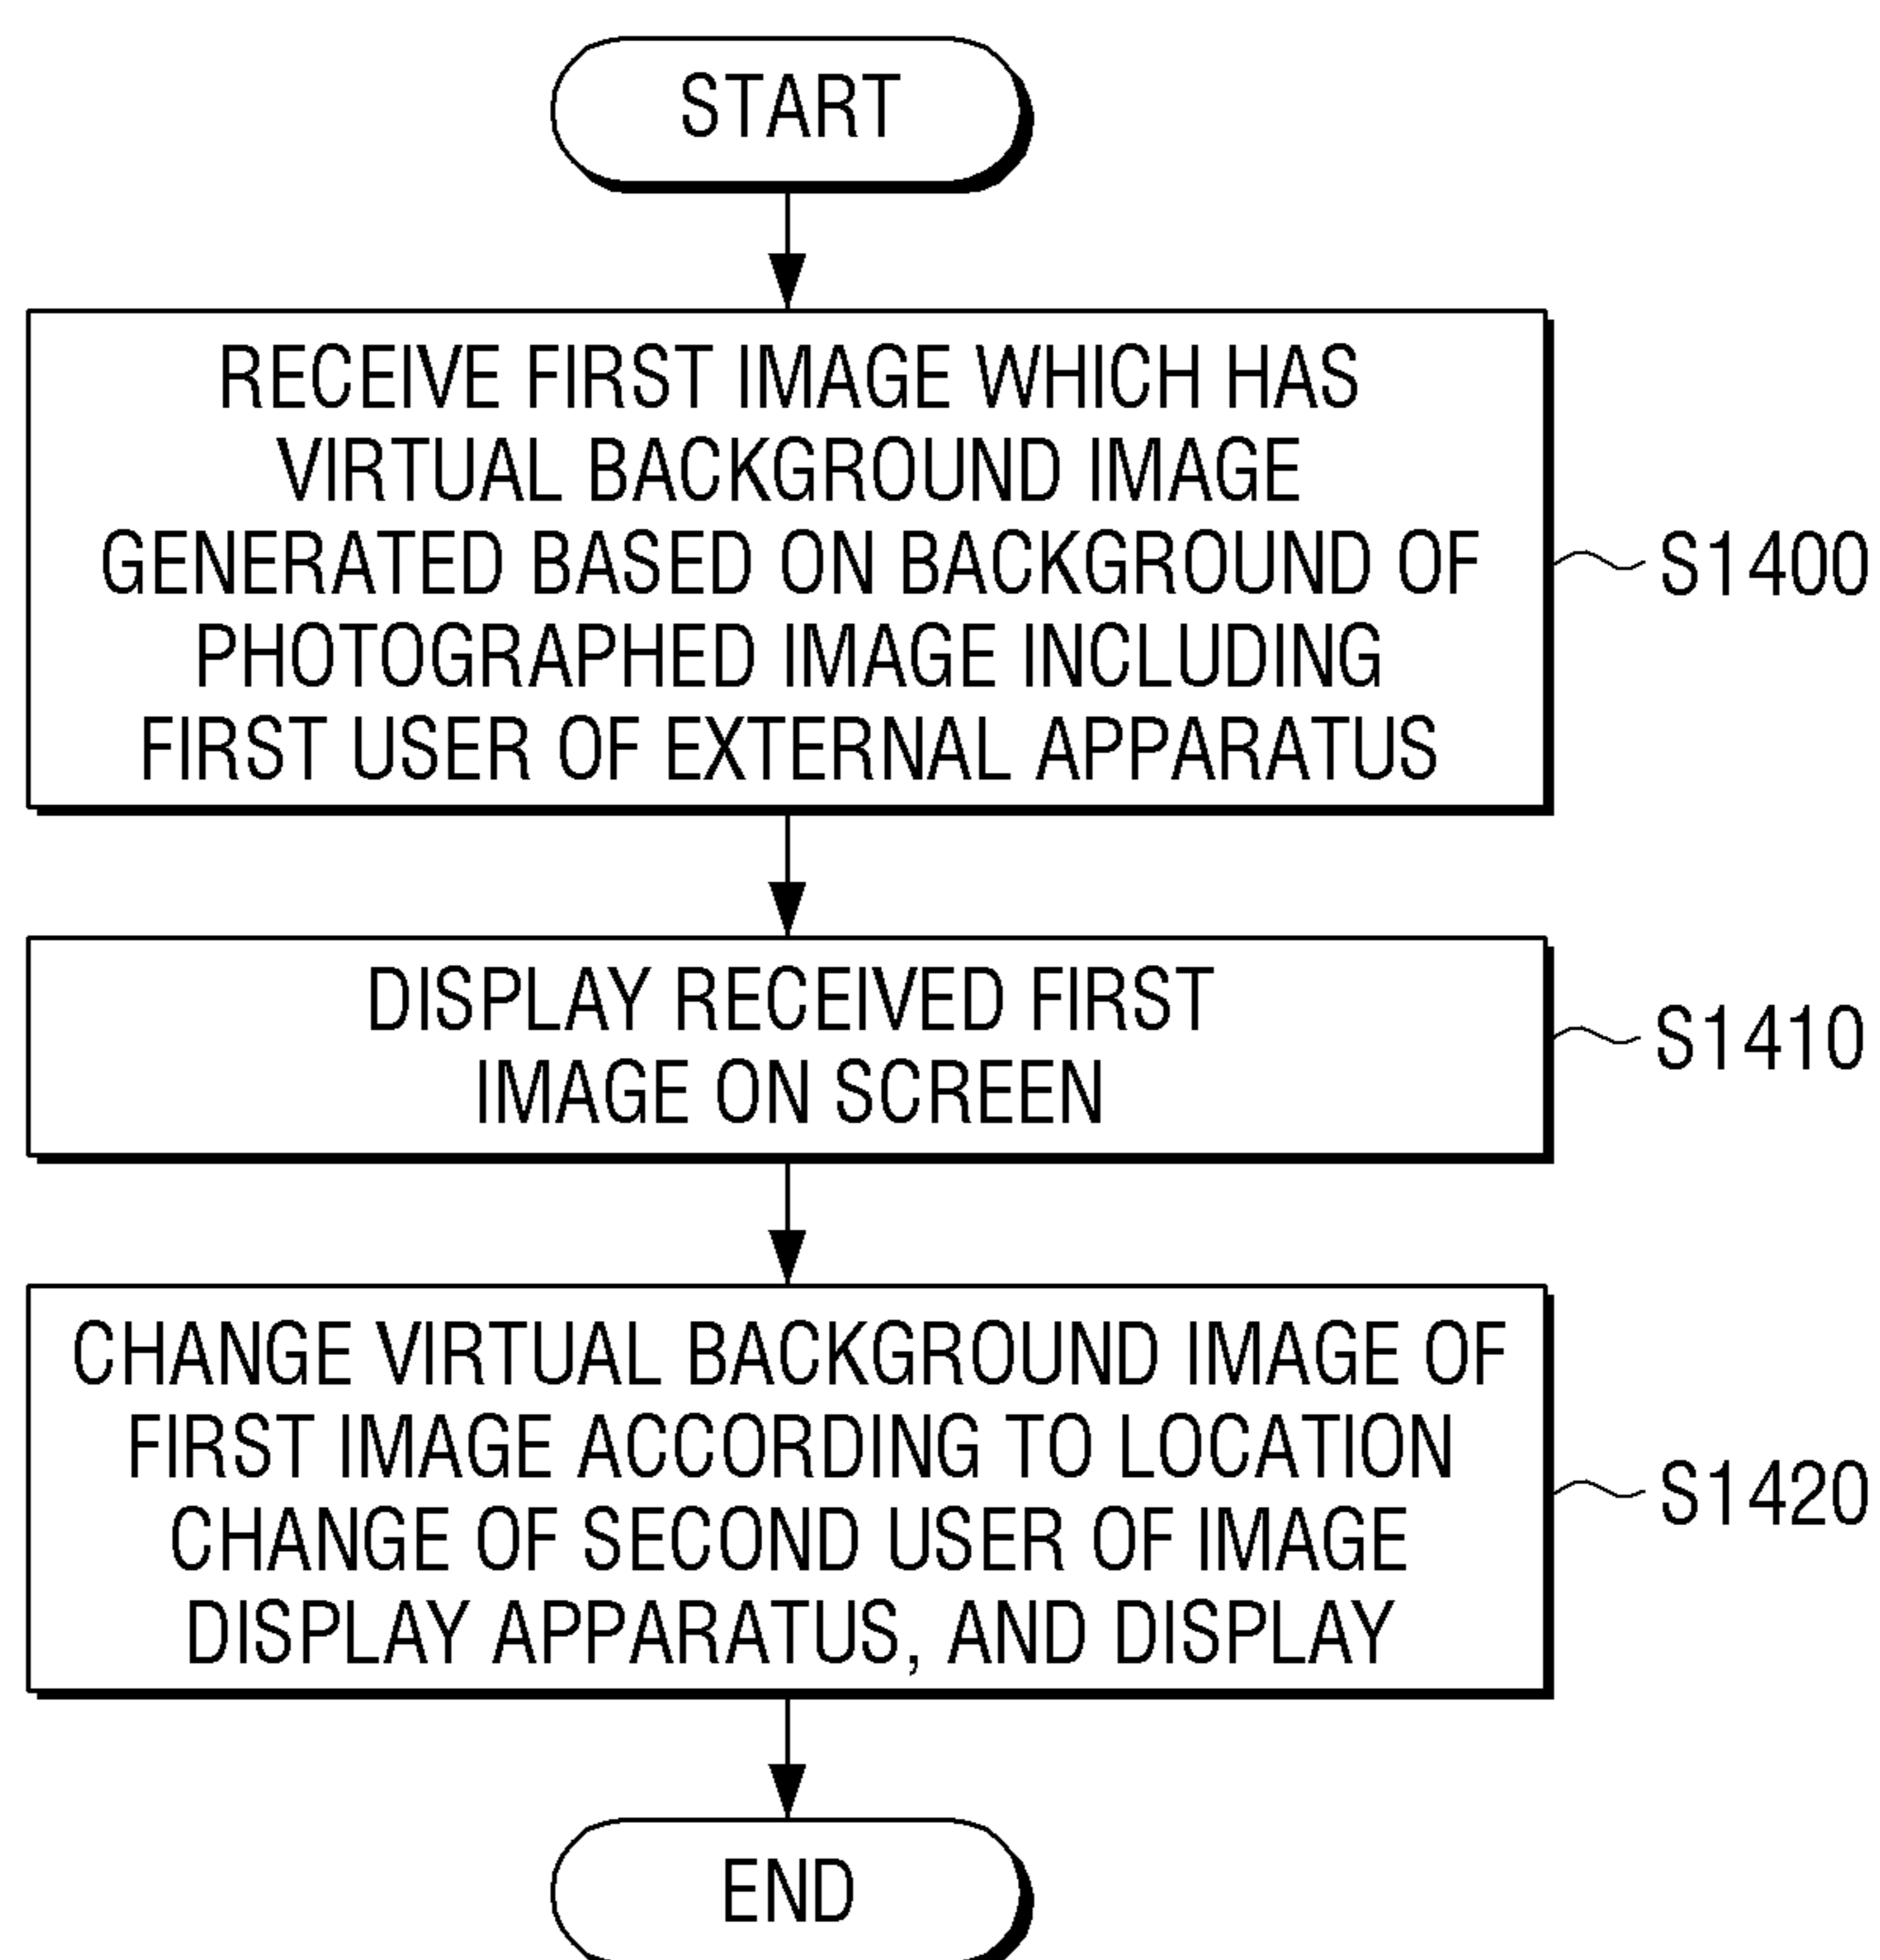 START
RECEIVE FIRST IMAGE WHICH HAS
VIRTUAL BACKGROUND IMAGE
GENERATED BASED ON BACKGROUND OF
PHOTOGRAPHED IMAGE INCLUDING
FIRST USER OF EXTERNAL APPARATUS
S1400
DISPLAY RECEIVED FIRST
IMAGE ON SCREEN
S1410
CHANGE VIRTUAL BACKGROUND IMAGE OF
FIRST IMAGE ACCORDING TO LOCATION
CHANGE OF SECOND USER OF IMAGE
DISPLAY APPARATUS, AND DISPLAY
S1420
END